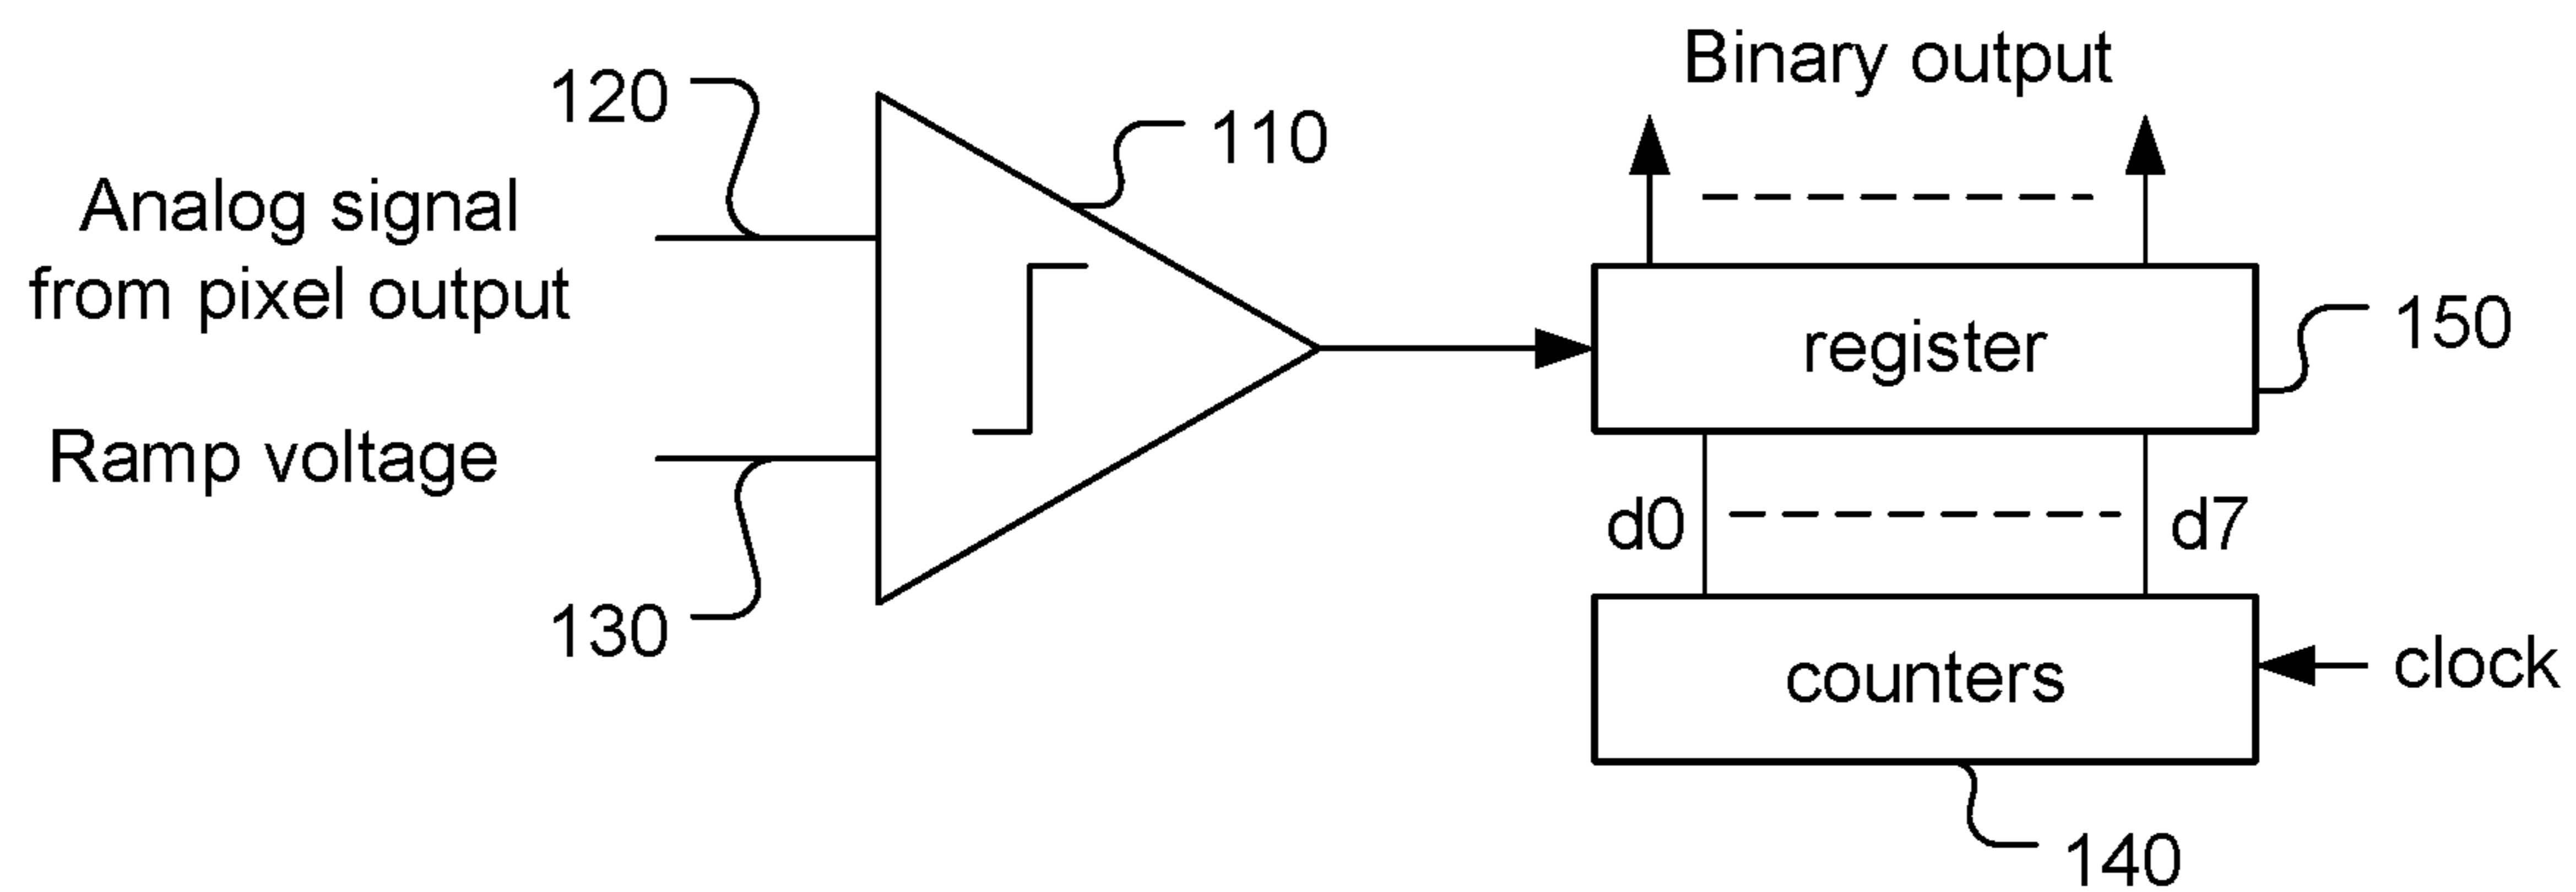 Binary output
120
110
Analog signal
from pixel output
register
150
Ramp voltage
d0
d7
130
counters
clock
140